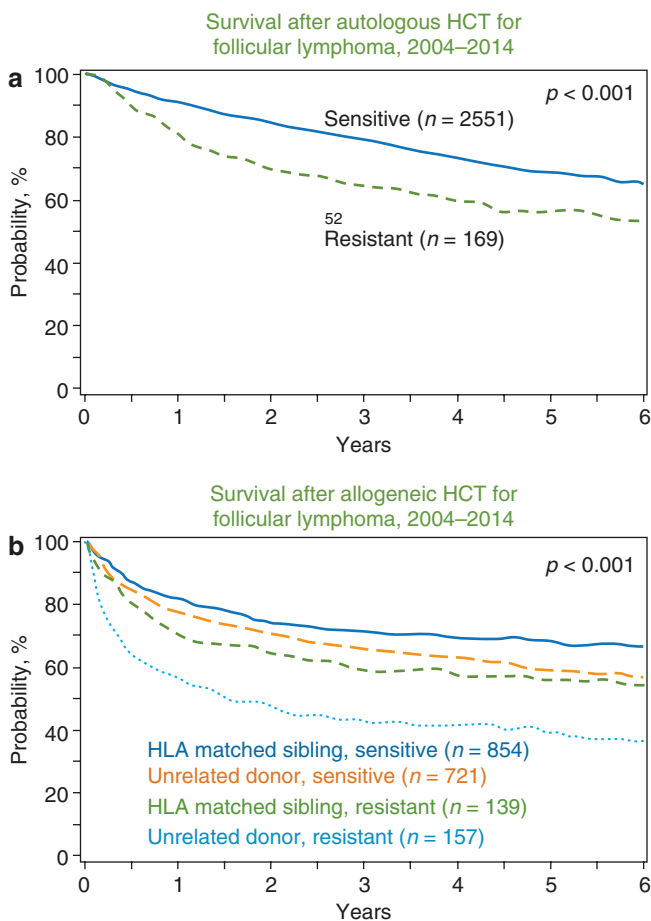 Survival after autologous HCT for
follicular lymphoma, 2004–2014
a
100
80
60
40
20
0
Probability, %
p < 0.001
Sensitive (n = 2551)
52
Resistant (n = 169)
0 1 2 3 4 5 6
Years
Survival after allogeneic HCT for
follicular lymphoma, 2004–2014
b
100
80
60
40
20
0
Probability, %
p < 0.001
HLA matched sibling, sensitive (n = 854)
Unrelated donor, sensitive (n = 721)
HLA matched sibling, resistant (n = 139)
Unrelated donor, resistant (n = 157)
0 1 2 3 4 5 6
Years